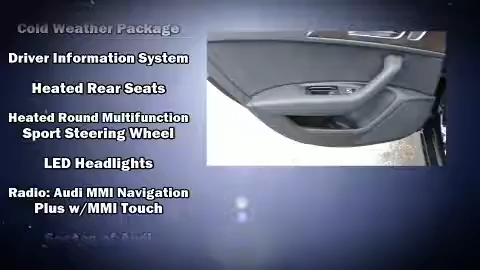 Cold Weather Package
Driver Information System
Heated Rear Seats
Heated Round Multifunction
Sport Steering Wheel
LED Headlights
Radio: Audi MMI Navigation
Plus w/MMI Touch